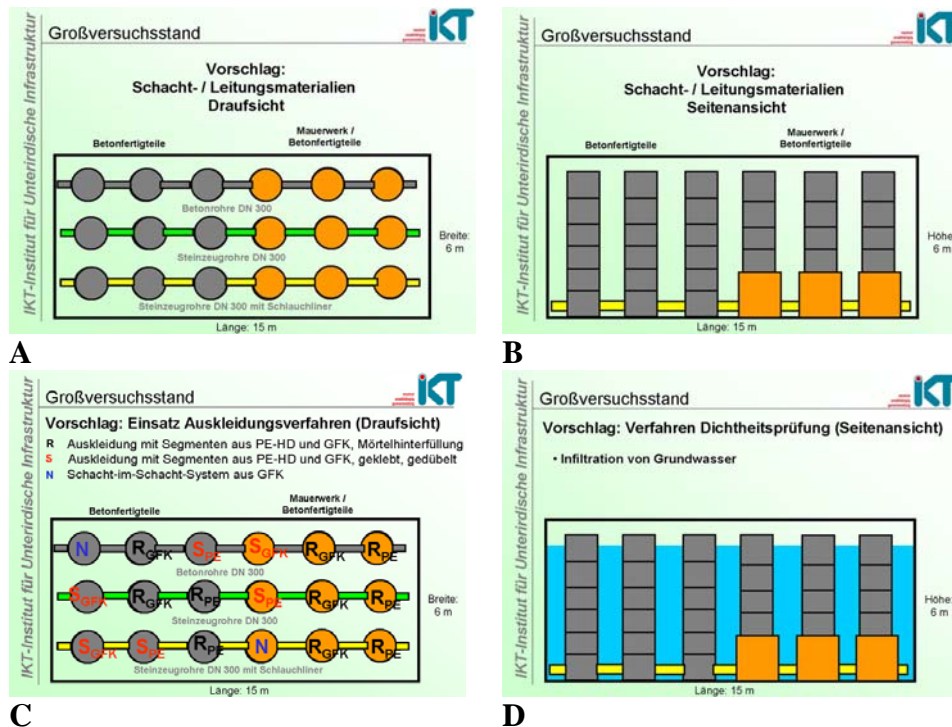 IKT-Institut für Unterirdische Infrastruktur
Großversuchsstand
iKT
Vorschlag:
Schacht- / Leitungsmaterialien
Draufsicht
Betonfertigteile
Mauerwerk /
Betonfertigteile
Betonrohre DN 300
Steinzeugrohre DN 300
Breite:
6 m
Steinzeugrohre DN 300 mit Schlauchliner
Länge: 15 m
A
IKT-Institut für Unterirdische Infrastruktur
Großversuchsstand
iKT
Vorschlag:
Schacht- / Leitungsmaterialien
Seitenansicht
Betonfertigteile
Mauerwerk /
Betonfertigteile
Höhe:
6 m
Länge: 15 m
B
IKT-Institut für Unterirdische Infrastruktur
Großversuchsstand
iKT
Vorschlag: Einsatz Auskleidungsverfahren (Draufsicht)
R Auskleidung mit Segmenten aus PE-HD und GFK, Mörtelhinterfüllung
S Auskleidung mit Segmenten aus PE-HD und GFK, geklebt, gedübelt
N Schacht-im-Schacht-System aus GFK
Betonfertigteile
Mauerwerk /
Betonfertigteile
N RGFK SPE SGFK RGFK RPE
Betonrohre DN 300
SGFK RGFK RPE SPE RGFK RPE
Steinzeugrohre DN 300
Breite:
6 m
SGFK SPE RPE N RGFK RPE
Steinzeugrohre DN 300 mit Schlauchliner
Länge: 15 m
C
IKT-Institut für Unterirdische Infrastruktur
Großversuchsstand
iKT
Vorschlag: Verfahren Dichtheitsprüfung (Seitenansicht)
• Infiltration von Grundwasser
Höhe:
6 m
Länge: 15 m
D